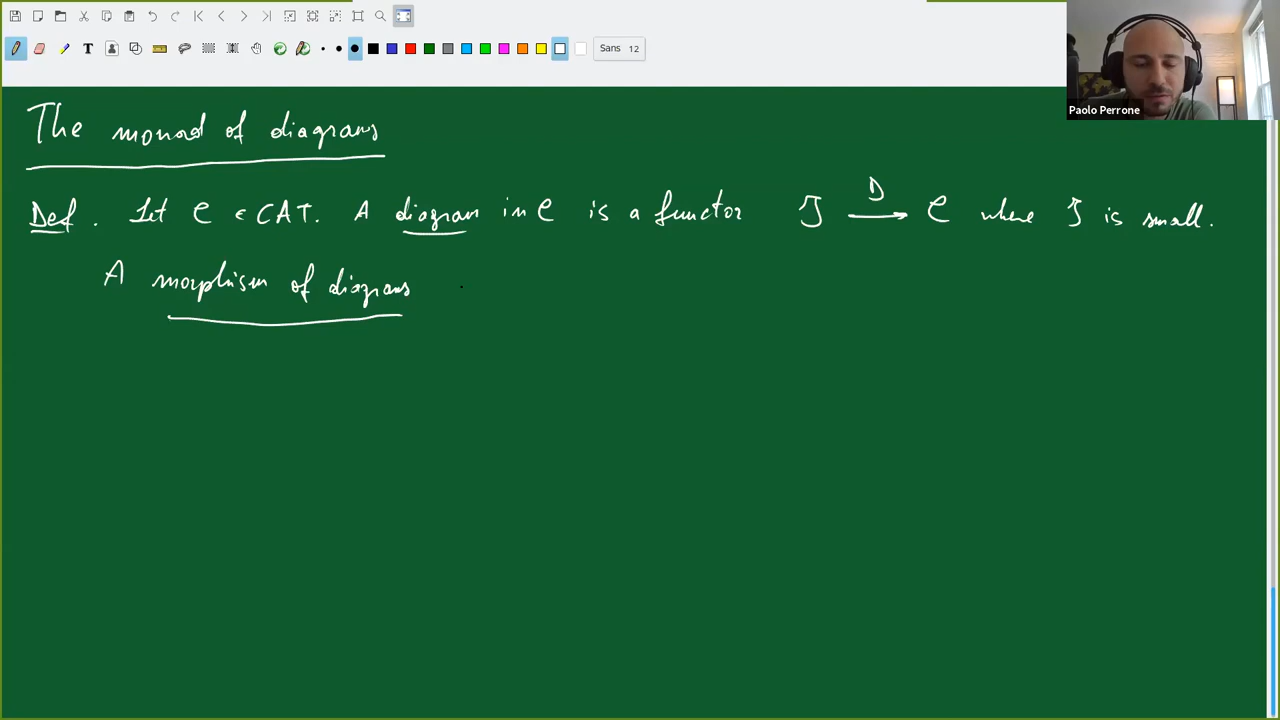 Sans 12
Paolo Perrone
The monad of diagrams
Def. Let C ∈ CAT. A diagram in C is a functor J →D C where J is small.
A morphism of diagrams